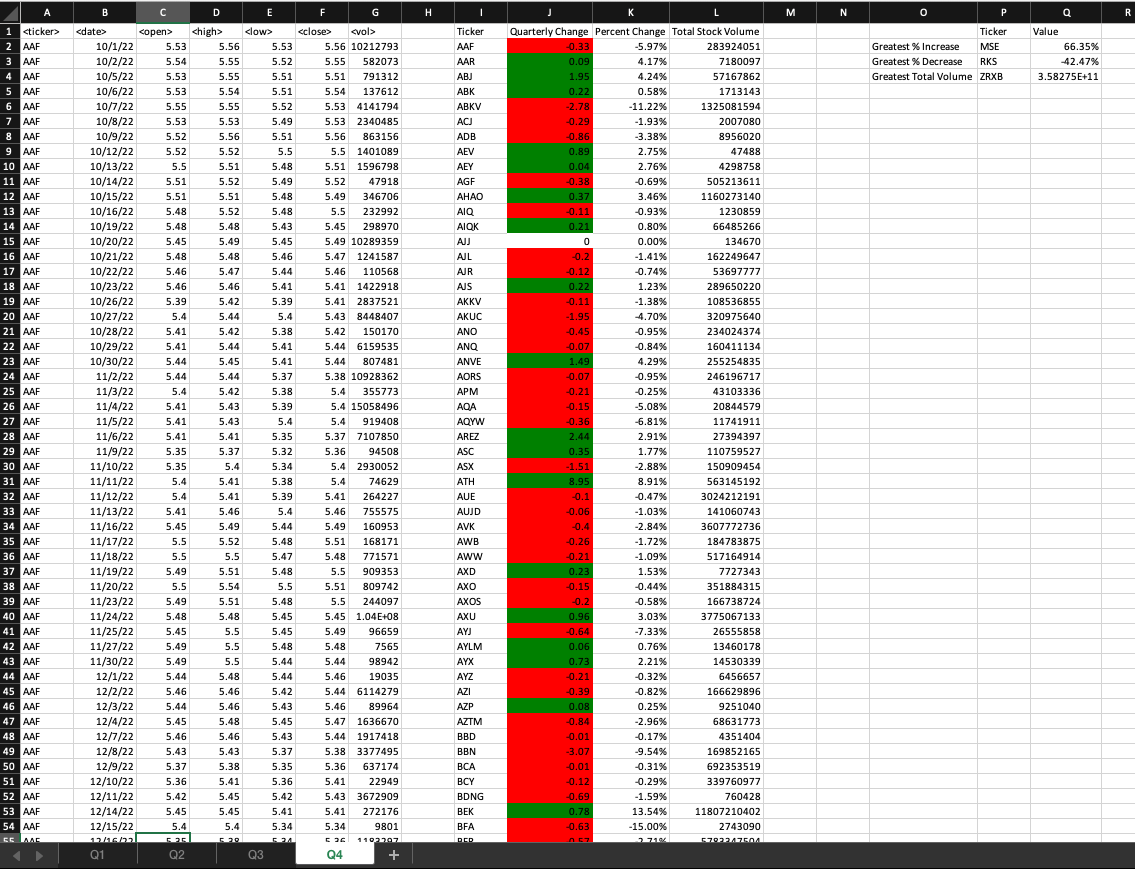 A B C D E F G H I J K L M N O P Q R
1 <ticker> <date> <open> <high> <low> <close> <vol> Ticker Quarterly Change Percent Change Total Stock Volume Ticker Value
2 AAF 10/1/22 5.53 5.56 5.53 5.56 10212793 AAF -0.33 -5.97% 283924051 Greatest % Increase MSE 66.35%
3 AAF 10/2/22 5.54 5.55 5.52 5.55 582073 AAR 0.09 4.17% 7180097 Greatest % Decrease RKS -42.47%
4 AAF 10/5/22 5.53 5.55 5.51 5.51 791312 ABJ 1.95 4.24% 57167862 Greatest Total Volume ZRXB 3.58275E+11
5 AAF 10/6/22 5.53 5.54 5.51 5.54 137612 ABK 0.22 0.58% 1713143
6 AAF 10/7/22 5.55 5.55 5.52 5.53 4141794 ABKV -2.78 -11.22% 1325081594
7 AAF 10/8/22 5.53 5.53 5.49 5.53 2340485 ACJ -0.29 -1.93% 2007080
8 AAF 10/9/22 5.52 5.56 5.51 5.56 863156 ADB -0.86 -3.38% 8956020
9 AAF 10/12/22 5.52 5.52 5.5 5.5 1401089 AEV 0.89 2.75% 47488
10 AAF 10/13/22 5.5 5.51 5.48 5.51 1596798 AEY 0.04 2.76% 4298758
11 AAF 10/14/22 5.51 5.52 5.49 5.52 47918 AGF -0.38 -0.69% 505213611
12 AAF 10/15/22 5.51 5.51 5.48 5.49 346706 AHAO 0.37 3.46% 1160273140
13 AAF 10/16/22 5.48 5.52 5.48 5.5 232992 AIQ -0.11 -0.93% 1230859
14 AAF 10/19/22 5.48 5.48 5.43 5.45 298970 AIQK 0.21 0.80% 66485266
15 AAF 10/20/22 5.45 5.49 5.45 5.49 10289359 AJJ 0 0.00% 134670
16 AAF 10/21/22 5.48 5.48 5.46 5.47 1241587 AJL -0.2 -1.41% 162249647
17 AAF 10/22/22 5.46 5.47 5.44 5.46 110568 AJR -0.12 -0.74% 53697777
18 AAF 10/23/22 5.46 5.46 5.41 5.41 1422918 AJS 0.22 1.23% 289650220
19 AAF 10/26/22 5.39 5.42 5.39 5.41 2837521 AKKV -0.11 -1.38% 108536855
20 AAF 10/27/22 5.4 5.44 5.4 5.43 8448407 AKUC -1.95 -4.70% 320975640
21 AAF 10/28/22 5.41 5.42 5.38 5.42 150170 ANO -0.45 -0.95% 234024374
22 AAF 10/29/22 5.41 5.44 5.41 5.44 6159535 ANQ -0.07 -0.84% 160411134
23 AAF 10/30/22 5.44 5.45 5.41 5.44 807481 ANVE 1.49 4.29% 255254835
24 AAF 11/2/22 5.44 5.44 5.37 5.38 10928362 AORS -0.07 -0.95% 246196717
25 AAF 11/3/22 5.4 5.42 5.38 5.4 355773 APM -0.21 -0.25% 43103336
26 AAF 11/4/22 5.41 5.43 5.39 5.4 15058496 AQA -0.15 -5.08% 20844579
27 AAF 11/5/22 5.41 5.43 5.4 5.4 919408 AQYW -0.36 -6.81% 11741911
28 AAF 11/6/22 5.41 5.41 5.35 5.37 7107850 AREZ 2.44 2.91% 27394397
29 AAF 11/9/22 5.35 5.37 5.32 5.36 94508 ASC 0.35 1.77% 110759527
30 AAF 11/10/22 5.35 5.4 5.34 5.4 2930052 ASX -1.51 -2.88% 150909454
31 AAF 11/11/22 5.4 5.41 5.38 5.4 74629 ATH 8.95 8.91% 563145192
32 AAF 11/12/22 5.4 5.41 5.39 5.41 264227 AUE -0.1 -0.47% 3024212191
33 AAF 11/13/22 5.41 5.46 5.4 5.46 755575 AUJD -0.06 -1.03% 141060743
34 AAF 11/16/22 5.45 5.49 5.44 5.49 160953 AVK -0.4 -2.84% 3607772736
35 AAF 11/17/22 5.5 5.52 5.48 5.51 168171 AWB -0.26 -1.72% 184783875
36 AAF 11/18/22 5.5 5.5 5.47 5.48 771571 AWW -0.21 -1.09% 517164914
37 AAF 11/19/22 5.49 5.51 5.48 5.5 909353 AXD 0.23 1.53% 7727343
38 AAF 11/20/22 5.5 5.54 5.5 5.51 809742 AXO -0.15 -0.44% 351884315
39 AAF 11/23/22 5.49 5.51 5.48 5.5 244097 AXOS -0.2 -0.58% 166738724
40 AAF 11/24/22 5.48 5.48 5.45 5.45 1.04E+08 AXU 0.96 3.03% 3775067133
41 AAF 11/25/22 5.45 5.5 5.45 5.49 96659 AYJ -0.64 -7.33% 26555858
42 AAF 11/27/22 5.49 5.5 5.48 5.48 7565 AYLM 0.06 0.76% 13460178
43 AAF 11/30/22 5.49 5.5 5.44 5.44 98942 AYX 0.73 2.21% 14530339
44 AAF 12/1/22 5.44 5.48 5.44 5.46 19035 AYZ -0.21 -0.32% 6456657
45 AAF 12/2/22 5.46 5.46 5.42 5.44 6114279 AZI -0.39 -0.82% 166629896
46 AAF 12/3/22 5.44 5.46 5.43 5.46 89964 AZP 0.08 0.25% 9251040
47 AAF 12/4/22 5.45 5.48 5.45 5.47 1636670 AZTM -0.84 -2.96% 68631773
48 AAF 12/7/22 5.46 5.46 5.43 5.44 1917418 BBD -0.01 -0.17% 4351404
49 AAF 12/8/22 5.43 5.43 5.37 5.38 3377495 BBN -3.07 -9.54% 169852165
50 AAF 12/9/22 5.37 5.38 5.35 5.36 637174 BCA -0.01 -0.31% 692353519
51 AAF 12/10/22 5.36 5.41 5.36 5.41 22949 BCY -0.12 -0.29% 339760977
52 AAF 12/11/22 5.42 5.45 5.42 5.43 3672909 BDNG -0.69 -1.59% 760428
53 AAF 12/14/22 5.45 5.45 5.41 5.41 272176 BEK 0.78 13.54% 11807210402
54 AAF 12/15/22 5.4 5.4 5.34 5.34 9801 BFA -0.63 -15.00% 2743090
Q1 Q2 Q3 Q4 +